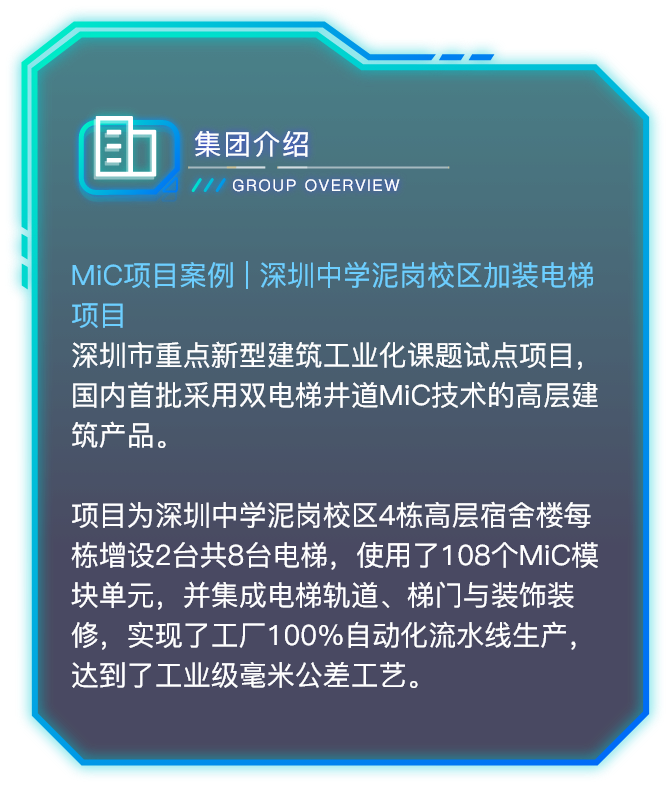 集团介绍
GROUP OVERVIEW
MiC项目案例 | 深圳中学泥岗校区加装电梯
项目
深圳市重点新型建筑工业化课题试点项目，
国内首批采用双电梯井道MiC技术的高层建
筑产品。
项目为深圳中学泥岗校区4栋高层宿舍楼每
栋增设2台共8台电梯，使用了108个MiC模
块单元，并集成电梯轨道、梯门与装饰装
修，实现了工厂100%自动化流水线生产，
达到了工业级毫米公差工艺。